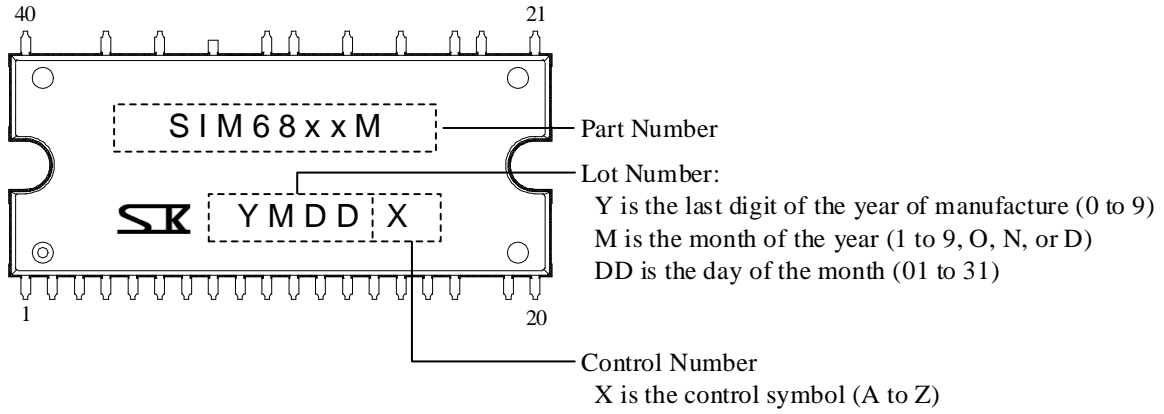 40 21
SIM68xxM
Part Number
Lot Number:
Y is the last digit of the year of manufacture (0 to 9)
M is the month of the year (1 to 9, O, N, or D)
DD is the day of the month (01 to 31)
SK YMDD X
1 20
Control Number
X is the control symbol (A to Z)